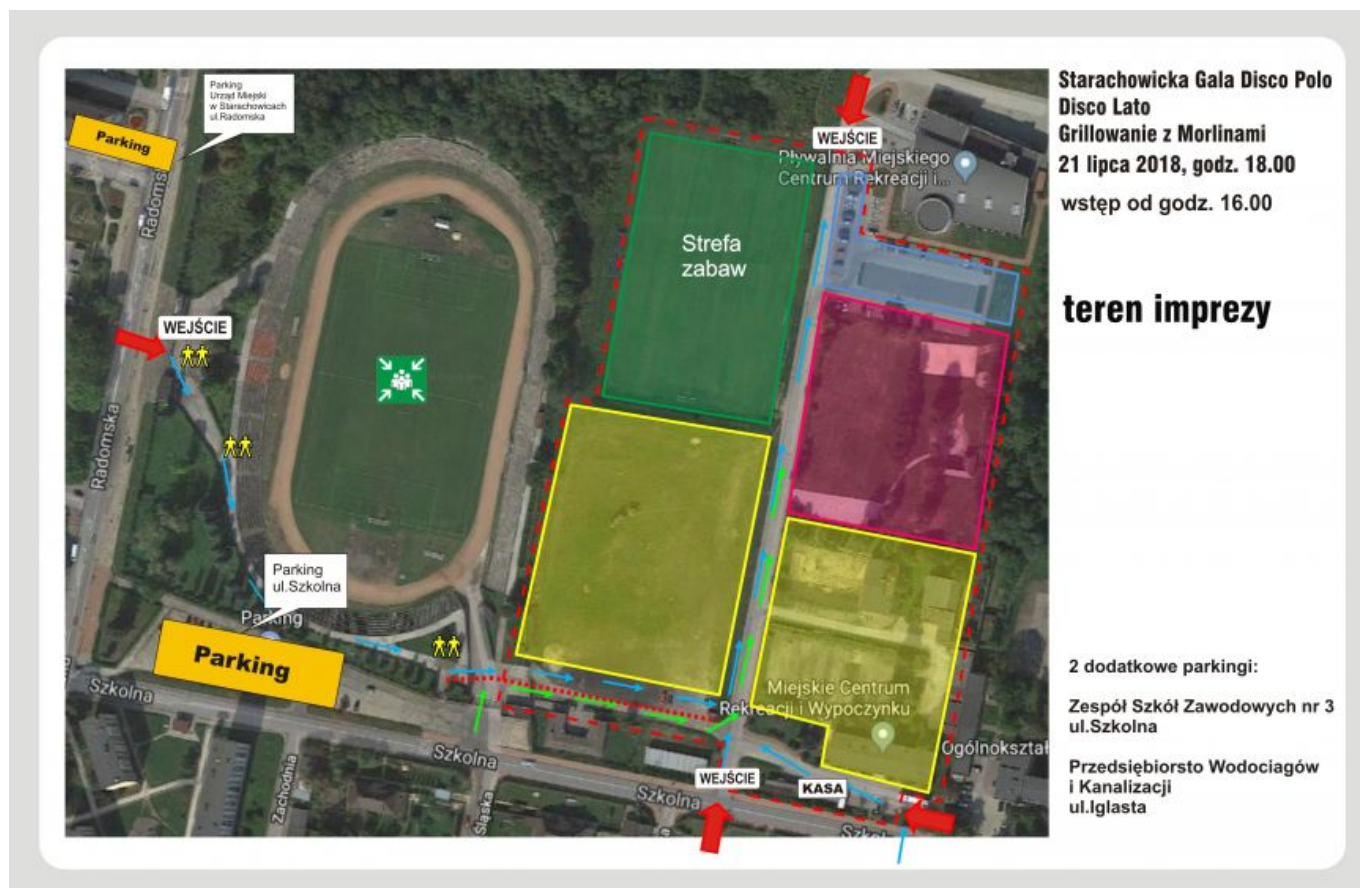 Parking
Urząd Miejski
w Starachowicach
ul.Radomska
Parking
Radomska
WEJŚCIE
Radomska
WEJŚCIE
Pływalnia Miejskiego
Centrum Rekreacji i...
Strefa
zabaw
Parking
ul.Szkolna
Parking
Parking
Szkolna
Zachodnia
Szkolna
Śląska
Miejskie Centrum
Rekreacji i Wypoczynku
Ogólnokształ
WEJŚCIE
KASA
Szkolna
Starachowicka Gala Disco Polo
Disco Lato
Grillowanie z Morlinami
21 lipca 2018, godz. 18.00
wstęp od godz. 16.00
teren imprezy
2 dodatkowe parkingi:
Zespół Szkół Zawodowych nr 3
ul.Szkolna
Przedsiębiorsto Wodociagów
i Kanalizacji
ul.Iglasta